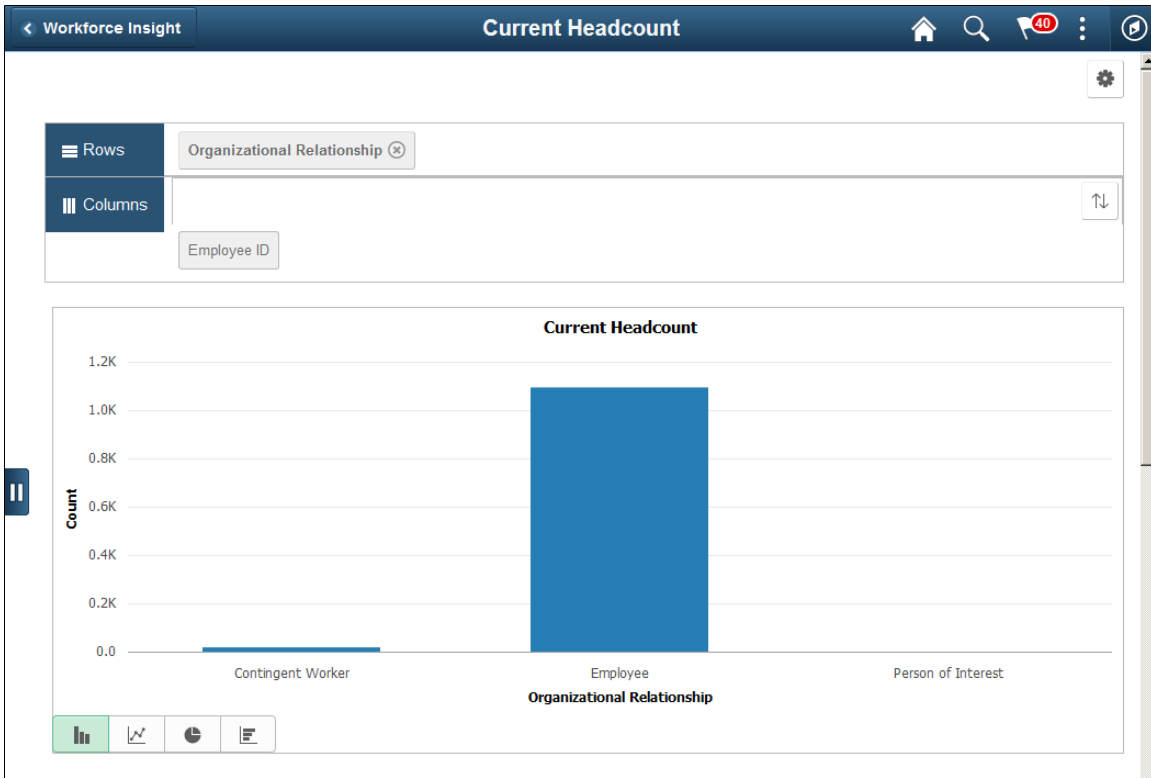 Workforce Insight
Current Headcount
40
Rows
Organizational Relationship
Columns
Employee ID
Current Headcount
1.2K
1.0K
0.8K
0.6K
0.4K
0.2K
0.0
Count
Contingent Worker Employee Person of Interest
Organizational Relationship